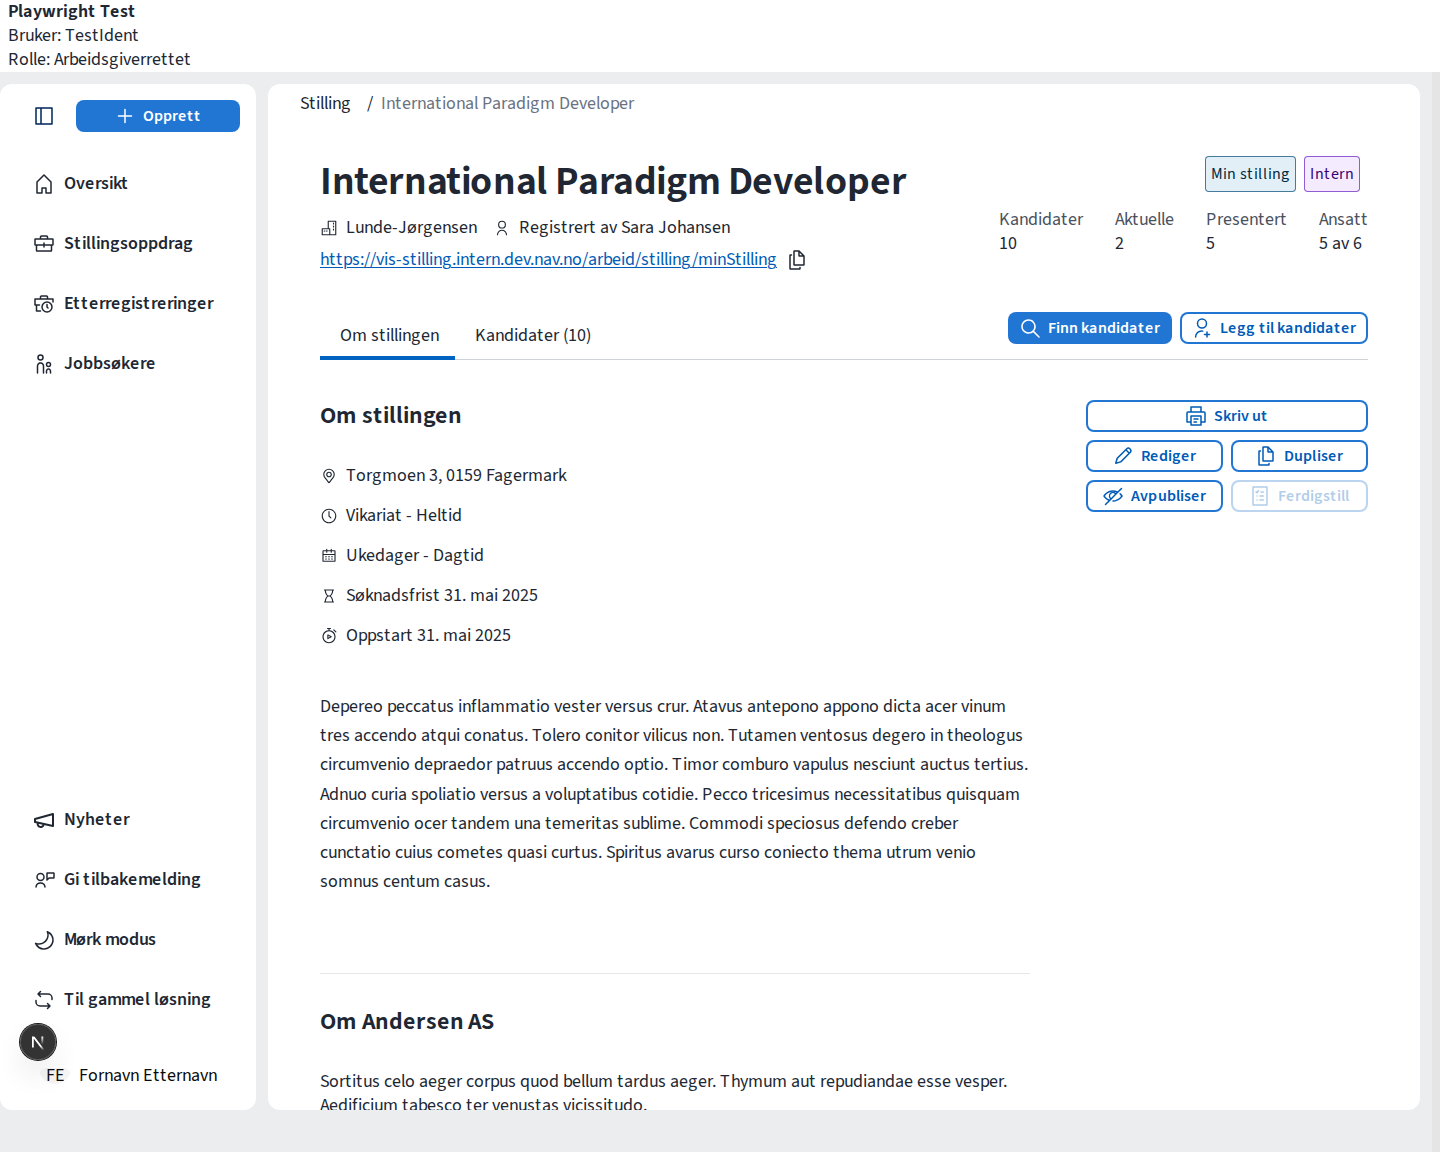 Playwright Test
Bruker: TestIdent
Rolle: Arbeidsgiverrettet
Opprett
Oversikt
Stillingsoppdrag
Etterregistreringer
Jobbsøkere
Nyheter
Gi tilbakemelding
Mørk modus
Til gammel løsning
N
FE Fornavn Etternavn
Stilling / International Paradigm Developer
International Paradigm Developer
Min stilling Intern
Lunde-Jørgensen Registrert av Sara Johansen
https://vis-stilling.intern.dev.nav.no/arbeid/stilling/minStilling
Kandidater Aktuelle Presentert Ansatt
10 2 5 5 av 6
Om stillingen Kandidater (10)
Finn kandidater Legg til kandidater
Om stillingen
Skriv ut
Rediger Dupliser
Avpubliser Ferdigstill
Torgmoen 3, 0159 Fagermark
Vikariat - Heltid
Ukedager - Dagtid
Søknadsfrist 31. mai 2025
Oppstart 31. mai 2025
Depereo peccatus inflammatio vester versus crur. Atavus antepono appono dicta acer vinum
tres accendo atqui conatus. Tolero conitor vilicus non. Tutamen ventosus degero in theologus
circumvenio depraedor patruus accendo optio. Timor comburo vapulus nesciunt auctus tertius.
Adnuo curia spoliatio versus a voluptatibus cotidie. Pecco tricesimus necessitatibus quisquam
circumvenio ocer tandem una temeritas sublime. Commodi speciosus defendo creber
cunctatio cuius cometes quasi curtus. Spiritus avarus curso coniecto thema utrum venio
somnus centum casus.
Om Andersen AS
Sortitus celo aeger corpus quod bellum tardus aeger. Thymum aut repudiandae esse vesper.
Aedificium tabesco ter venustas vicissitudo.